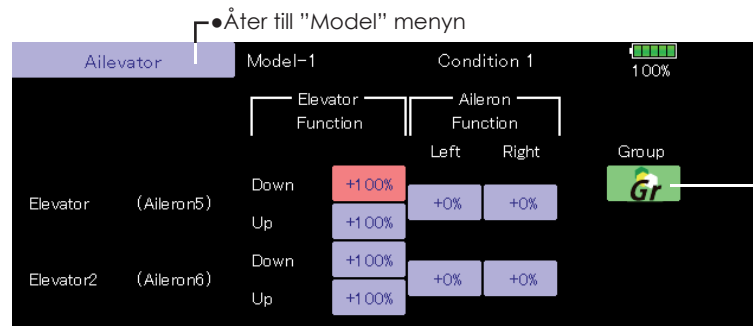 ●Åter till ”Model” menyn
Ailevator Model-1 Condition 1 100%
Elevator Function Aileron Function
Left Right Group
Down +100% Gr
Elevator (Aileron5) +0% +0%
Up +100%
Down +100%
Elevator2 (Aileron6) +0% +0%
Up +100%